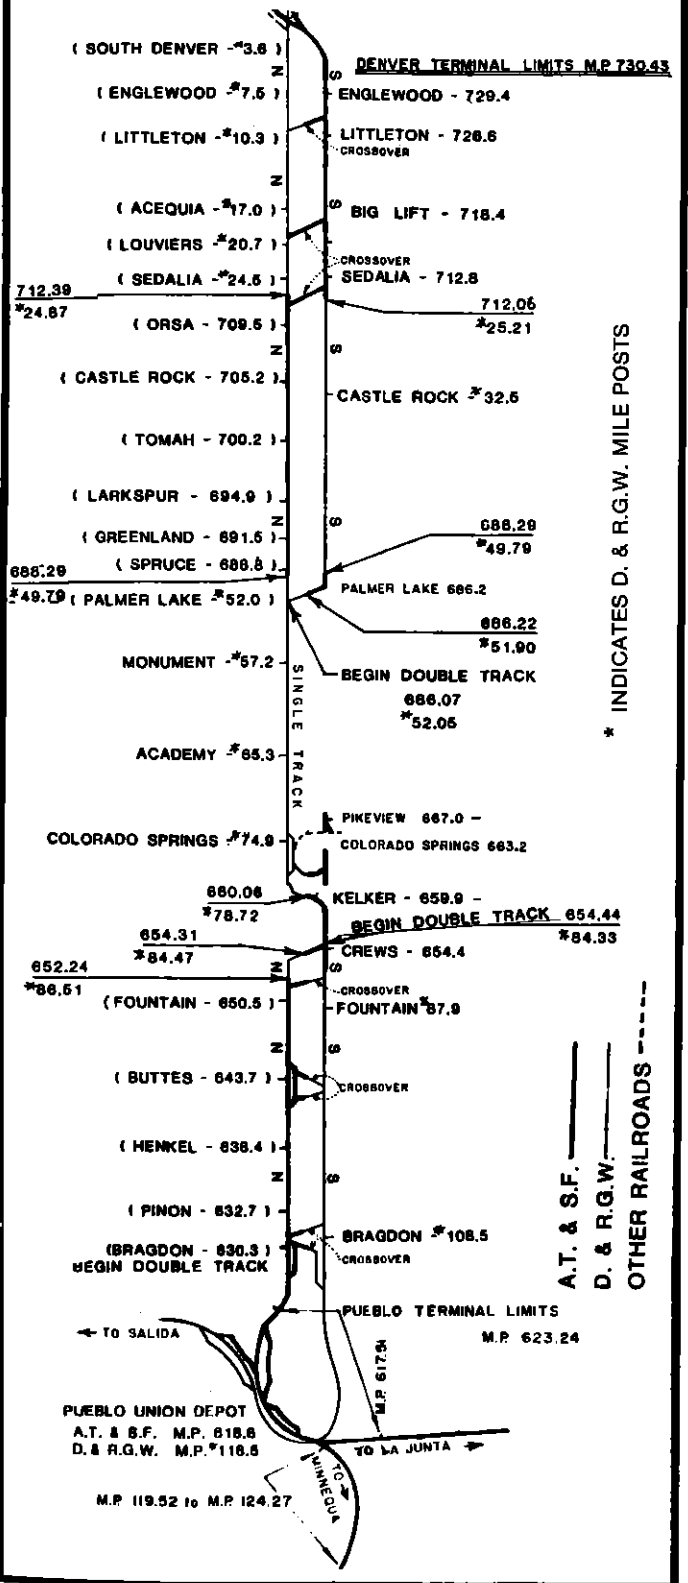 ( SOUTH DENVER - *3.6 )
DENVER TERMINAL LIMITS M.P. 730.43
N
S
( ENGLEWOOD - *7.5 )
ENGLEWOOD - 729.4
( LITTLETON - *10.3 )
LITTLETON - 726.6
CROSSOVER
N
S
( ACEQUIA - *17.0 )
BIG LIFT - 718.4
( LOUVIERS - *20.7 )
CROSSOVER
( SEDALIA - *24.5 )
SEDALIA - 712.8
712.39
*24.87
712.06
*25.21
( ORSA - 709.5 )
N
S
( CASTLE ROCK - 705.2 )
CASTLE ROCK - *32.5
( TOMAH - 700.2 )
( LARKSPUR - 694.9 )
N
S
( GREENLAND - 691.5 )
688.29
*49.79
( SPRUCE - 688.8 )
688.29
*49.79
PALMER LAKE 686.2
( PALMER LAKE - *52.0 )
686.22
*51.90
MONUMENT - *57.2
BEGIN DOUBLE TRACK
686.07
*52.05
SINGLE TRACK
ACADEMY - *65.3
PIKEVIEW 667.0 -
COLORADO SPRINGS - *74.9
COLORADO SPRINGS 663.2
660.06
*78.72
KELKER - 659.9 -
BEGIN DOUBLE TRACK 654.44
*84.33
654.31
*84.47
CREWS - 654.4
652.24
*86.51
N
S
CROSSOVER
( FOUNTAIN - 650.5 )
FOUNTAIN *87.9
N
S
( BUTTES - 643.7 )
CROSSOVER
( HENKEL - 636.4 )
N
S
( PINON - 632.7 )
BRAGDON - *108.5
(BRAGDON - 630.3 )
CROSSOVER
BEGIN DOUBLE TRACK
PUEBLO TERMINAL LIMITS
M.P. 623.24
TO SALIDA
M.P. 617.51
PUEBLO UNION DEPOT
A.T. & S.F. M.P. 618.6
D. & R.G.W. M.P. *118.5
TO LA JUNTA
TO MINNEQUA
M.P. 119.52 to M.P. 124.27
* INDICATES D. & R.G.W. MILE POSTS
A.T. & S.F.
D. & R.G.W.
OTHER RAILROADS